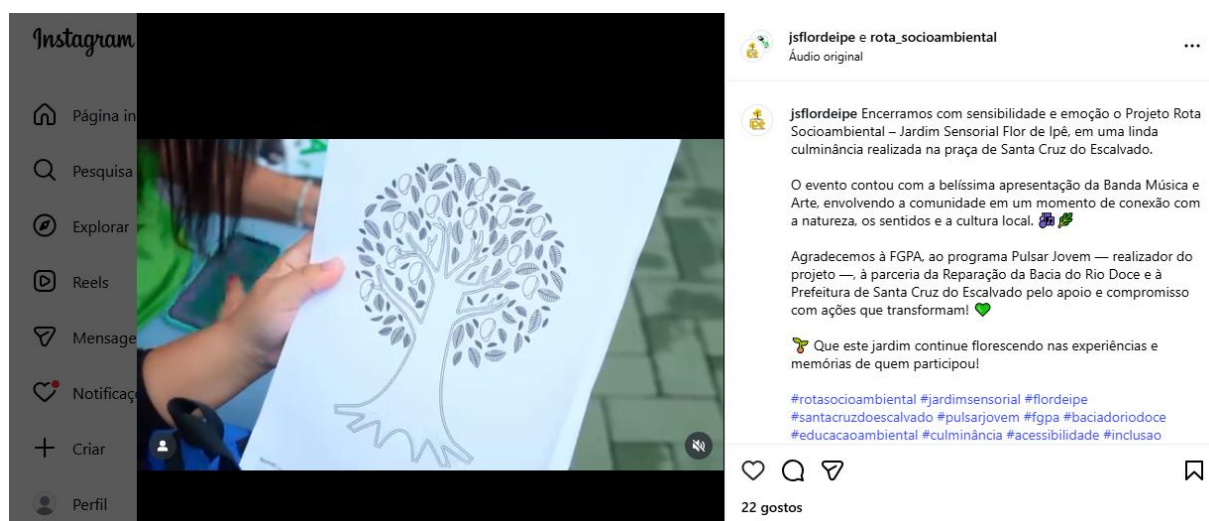 Instagram
Página in
Pesquisa
Explorar
Reels
Mensage
Notificaç
Criar
Perfil
jsflordeipe e rota_socioambiental
Áudio original
jsflordeipe Encerramos com sensibilidade e emoção o Projeto Rota
Socioambiental – Jardim Sensorial Flor de Ipê, em uma linda
culminância realizada na praça de Santa Cruz do Escalvado.
O evento contou com a belíssima apresentação da Banda Música e
Arte, envolvendo a comunidade em um momento de conexão com
a natureza, os sentidos e a cultura local. 🎶🌿
Agradecemos à FGPA, ao programa Pulsar Jovem — realizador do
projeto —, à parceria da Reparação da Bacia do Rio Doce e à
Prefeitura de Santa Cruz do Escalvado pelo apoio e compromisso
com ações que transformam! 💚
🌱 Que este jardim continue florescendo nas experiências e
memórias de quem participou!
#rotasocioambiental #jardimsensorial #flordeipe
#santacruzdoescalvado #pulsarjovem #fgpa #baciadoriodoce
#educacaoambiental #culminância #acessibilidade #inclusao
22 gostos